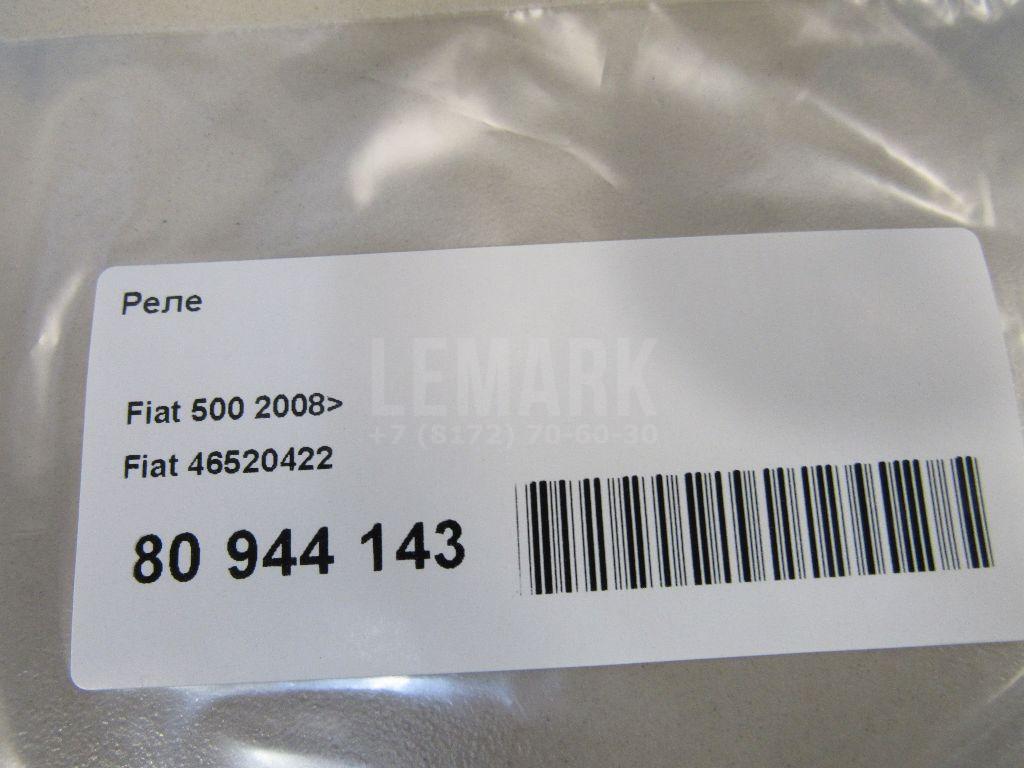 Реле
LEMARK
+7 (8172) 70-60-30
Fiat 500 2008>
Fiat 46520422
80 944 143